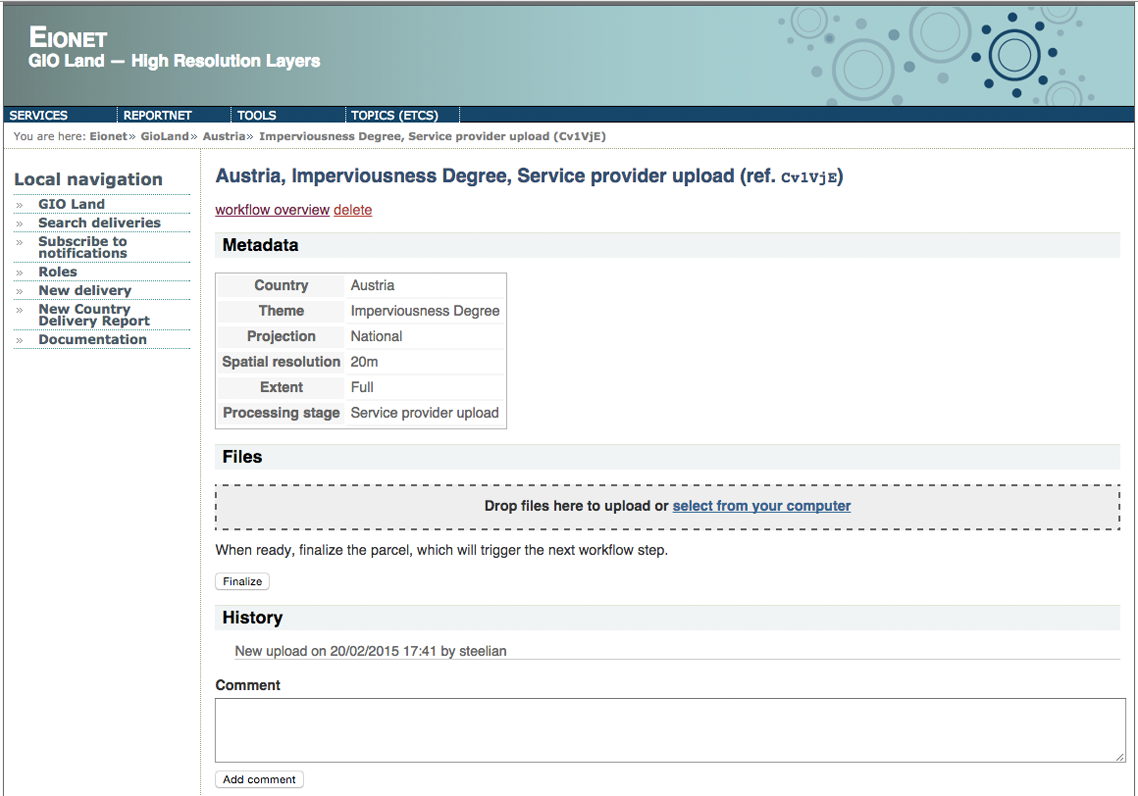 EIONET
GIO Land — High Resolution Layers
SERVICES REPORTNET TOOLS TOPICS (ETCS)
You are here: Eionet» GioLand» Austria» Imperviousness Degree, Service provider upload (Cv1VjE)
Local navigation
» GIO Land
» Search deliveries
» Subscribe to
notifications
» Roles
» New delivery
» New Country
Delivery Report
» Documentation
Austria, Imperviousness Degree, Service provider upload (ref. Cv1VjE)
workflow overview delete
Metadata
Country Austria
Theme Imperviousness Degree
Projection National
Spatial resolution 20m
Extent Full
Processing stage Service provider upload
Files
Drop files here to upload or select from your computer
When ready, finalize the parcel, which will trigger the next workflow step.
Finalize
History
New upload on 20/02/2015 17:41 by steelian
Comment
Add comment